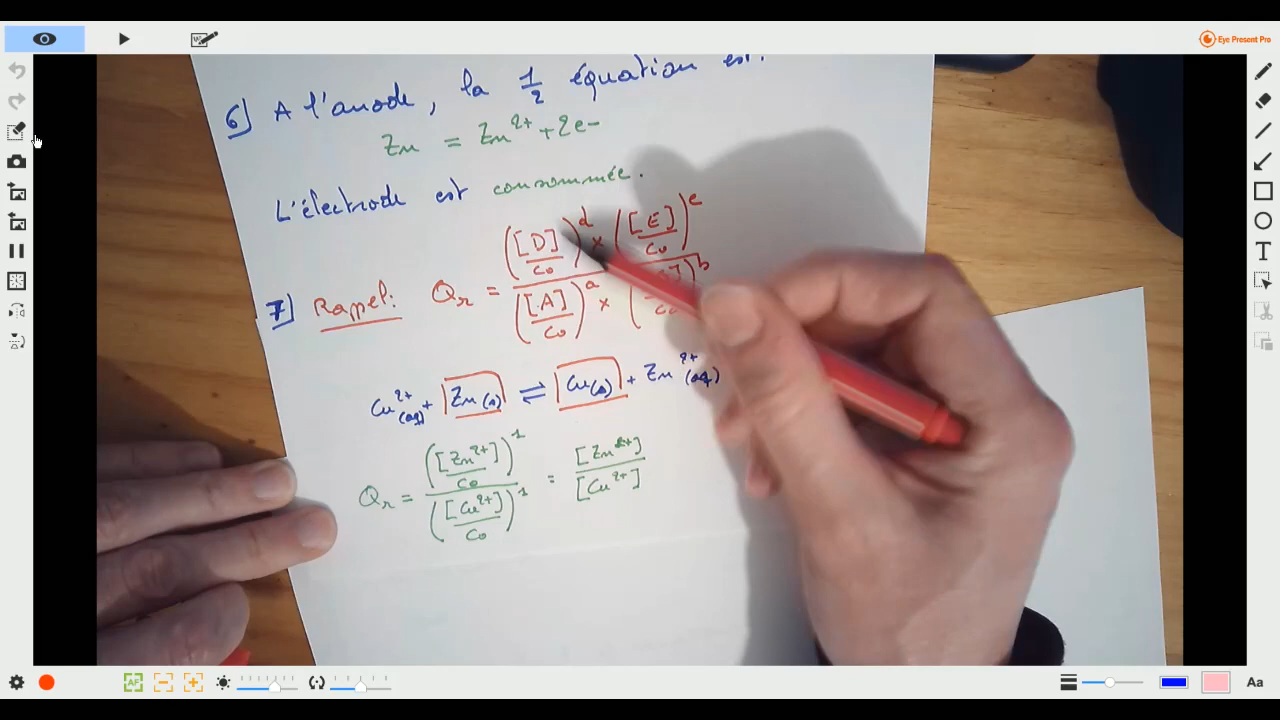 Eye Present Pro
6) A l'anode, la 1/2 équation est:
Zn = Zn²⁺ + 2e-
L'électrode est consommée.
7) Rappel: Qr = (([D]/C₀)^d × ([E]/C₀)^e) / (([A]/C₀)^a × ( )^b)
Cu²⁺(aq) + Zn(s) ⇌ Cu(s) + Zn²⁺(aq)
Qr = ([Zn²⁺]/C₀)^1 / ([Cu²⁺]/C₀)^1 = [Zn²⁺] / [Cu²⁺]
AF
Aa